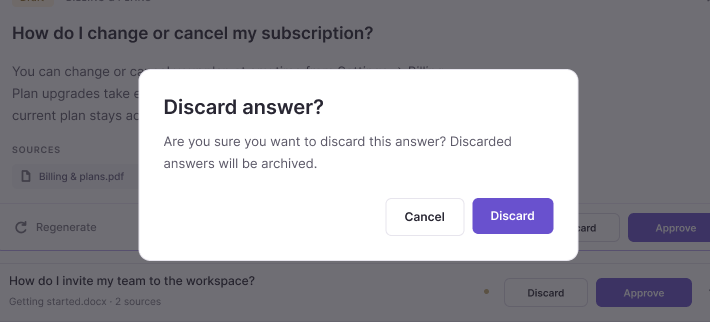 How do I change or cancel my subscription?
You can change or
Plan upgrades take
current plan stays
SOURCES
Billing & plans.pdf
Regenerate
Approve
Discard answer?
Are you sure you want to discard this answer? Discarded
answers will be archived.
Cancel
Discard
How do I invite my team to the workspace?
Getting started.docx · 2 sources
Discard
Approve